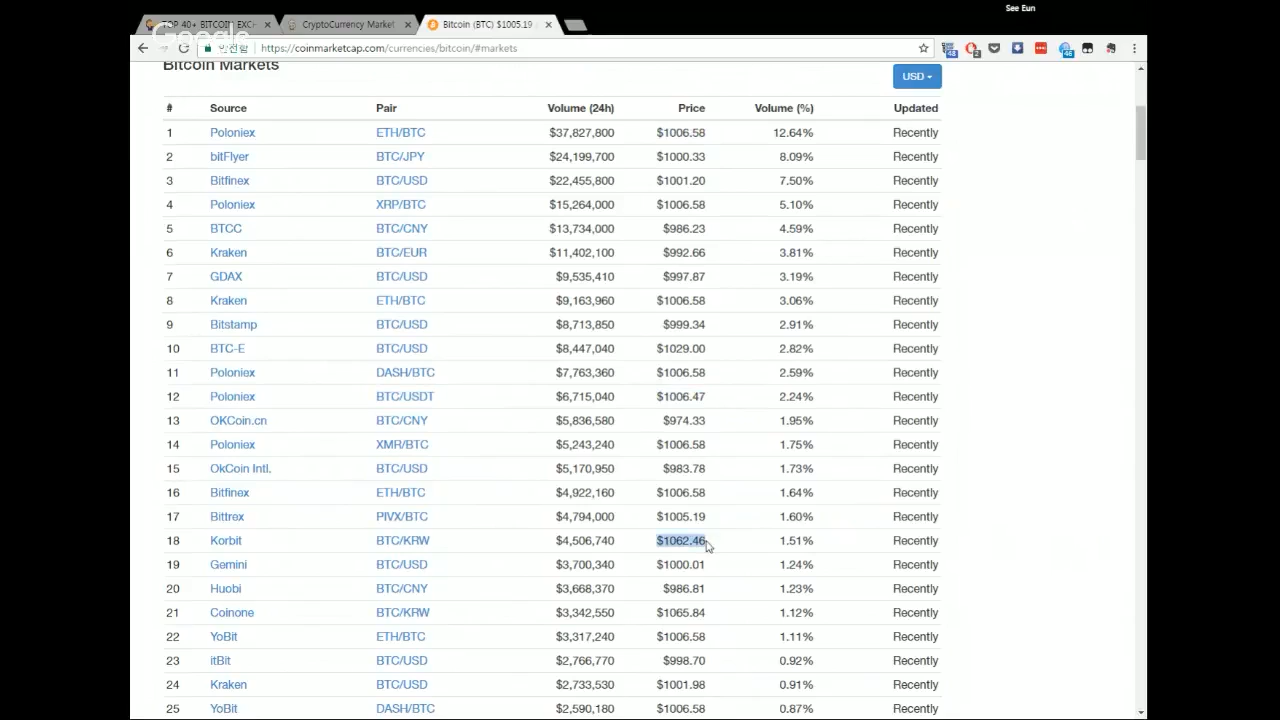 See Eun
TOP 40+ BITCOIN EXCH
CryptoCurrency Market
Bitcoin (BTC) $1005.19
Google
안전함
https://coinmarketcap.com/currencies/bitcoin/#markets
48
2
46
Bitcoin Markets
USD
# Source Pair Volume (24h) Price Volume (%) Updated
1 Poloniex ETH/BTC $37,827,800 $1006.58 12.64% Recently
2 bitFlyer BTC/JPY $24,199,700 $1000.33 8.09% Recently
3 Bitfinex BTC/USD $22,455,800 $1001.20 7.50% Recently
4 Poloniex XRP/BTC $15,264,000 $1006.58 5.10% Recently
5 BTCC BTC/CNY $13,734,000 $986.23 4.59% Recently
6 Kraken BTC/EUR $11,402,100 $992.66 3.81% Recently
7 GDAX BTC/USD $9,535,410 $997.87 3.19% Recently
8 Kraken ETH/BTC $9,163,960 $1006.58 3.06% Recently
9 Bitstamp BTC/USD $8,713,850 $999.34 2.91% Recently
10 BTC-E BTC/USD $8,447,040 $1029.00 2.82% Recently
11 Poloniex DASH/BTC $7,763,360 $1006.58 2.59% Recently
12 Poloniex BTC/USDT $6,715,040 $1006.47 2.24% Recently
13 OKCoin.cn BTC/CNY $5,836,580 $974.33 1.95% Recently
14 Poloniex XMR/BTC $5,243,240 $1006.58 1.75% Recently
15 OkCoin Intl. BTC/USD $5,170,950 $983.78 1.73% Recently
16 Bitfinex ETH/BTC $4,922,160 $1006.58 1.64% Recently
17 Bittrex PIVX/BTC $4,794,000 $1005.19 1.60% Recently
18 Korbit BTC/KRW $4,506,740 $1062.46 1.51% Recently
19 Gemini BTC/USD $3,700,340 $1000.01 1.24% Recently
20 Huobi BTC/CNY $3,668,370 $986.81 1.23% Recently
21 Coinone BTC/KRW $3,342,550 $1065.84 1.12% Recently
22 YoBit ETH/BTC $3,317,240 $1006.58 1.11% Recently
23 itBit BTC/USD $2,766,770 $998.70 0.92% Recently
24 Kraken BTC/USD $2,733,530 $1001.98 0.91% Recently
25 YoBit DASH/BTC $2,590,180 $1006.58 0.87% Recently